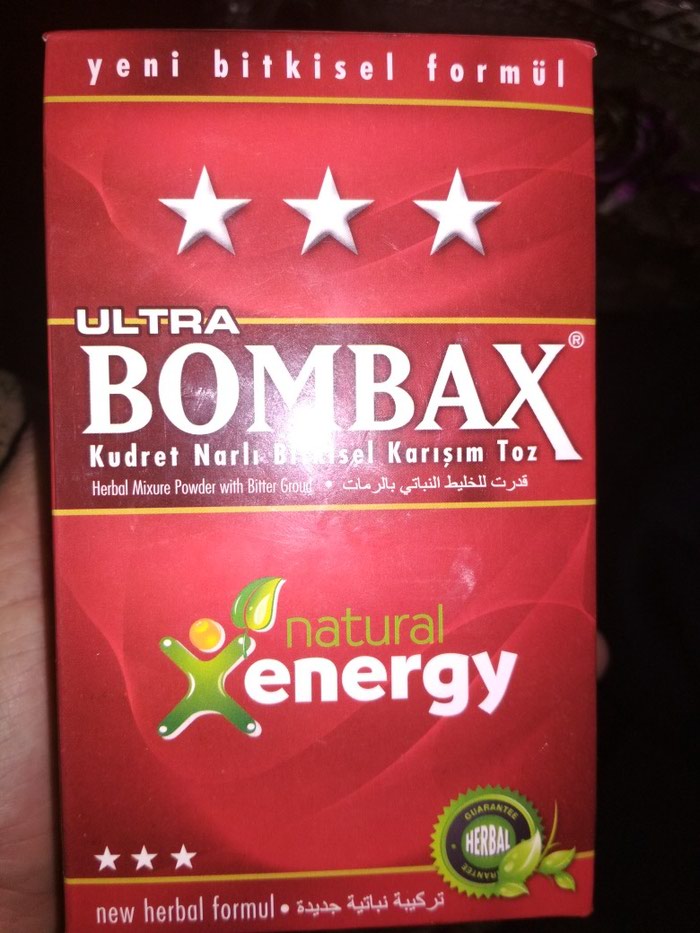 yeni bitkisel formül
ULTRA
BOMBAX®
Kudret Narlı Bitkisel Karışım Toz
Herbal Mixure Powder with Bitter Groud • قدرت للخليط النباتي بالرمات
natural
energy
GUARANTEE
HERBAL
new herbal formul • تركيبة نباتية جديدة